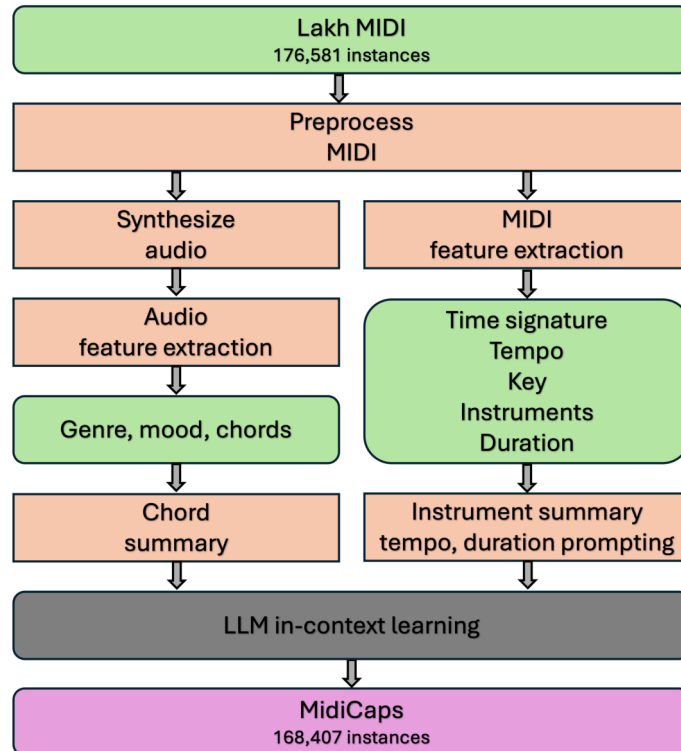 Lakh MIDI
176,581 instances
Preprocess
MIDI
Synthesize
audio
Audio
feature extraction
Genre, mood, chords
Chord
summary
MIDI
feature extraction
Time signature
Tempo
Key
Instruments
Duration
Instrument summary
tempo, duration prompting
LLM in-context learning
MidiCaps
168,407 instances